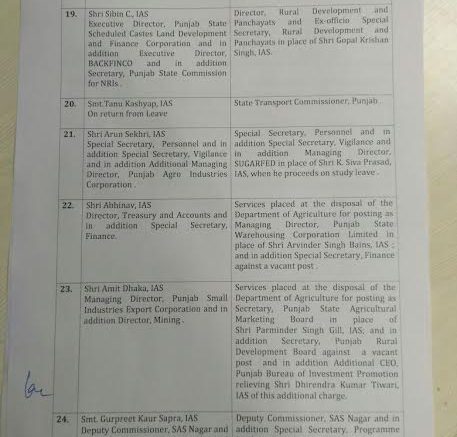 19. Shri Sibin C, IAS
Executive Director, Punjab State
Scheduled Castes Land Development
and Finance Corporation and in
addition Executive Director,
BACKFINCO and in addition
Secretary, Punjab State Commission
for NRIs .
Director, Rural Development and
Panchayats and Ex-officio Special
Secretary, Rural Development and
Panchayats in place of Shri Gopal Krishan
Singh, IAS.
20. Smt Tanu Kashyap, IAS
On return from Leave
State Transport Commissioner, Punjab
21. Shri Arun Sekhri, IAS
Special Secretary, Personnel and in
addition Special Secretary, Vigilance
and in addition Additional Managing
Director, Punjab Agro Industries
Corporation .
Special Secretary, Personnel and in
addition Special Secretary, Vigilance and
in addition Managing Director,
SUGARFED in place of Shri K. Siva Prasad,
IAS, when he proceeds on study leave .
22. Shri Abhinav, IAS
Director, Treasury and Accounts and
in addition Special Secretary,
Finance.
Services placed at the disposal of the
Department of Agriculture for posting as
Managing Director, Punjab State
Warehousing Corporation Limited in
place of Shri Arvinder Singh Bains, IAS ;
and in addition Special Secretary, Finance
against a vacant post .
23. Shri Amit Dhaka, IAS
Managing Director, Punjab Small
Industries Export Corporation and in
addition Director, Mining .
Services placed at the disposal of the
Department of Agriculture for posting as
Secretary, Punjab State Agricultural
Marketing Board in place of
Shri Parminder Singh Gill, IAS; and in
addition Secretary, Punjab Rural
Development Board against a vacant
post and in addition Additional CEO,
Punjab Bureau of Investment Promotion
relieving Shri Dhirendra Kumar Tiwari,
IAS of this additional charge.
24. Smt. Gurpreet Kaur Sapra, IAS
Deputy Commissioner, SAS Nagar and
Deputy Commissioner, SAS Nagar and in
addition Special Secretary, Programme